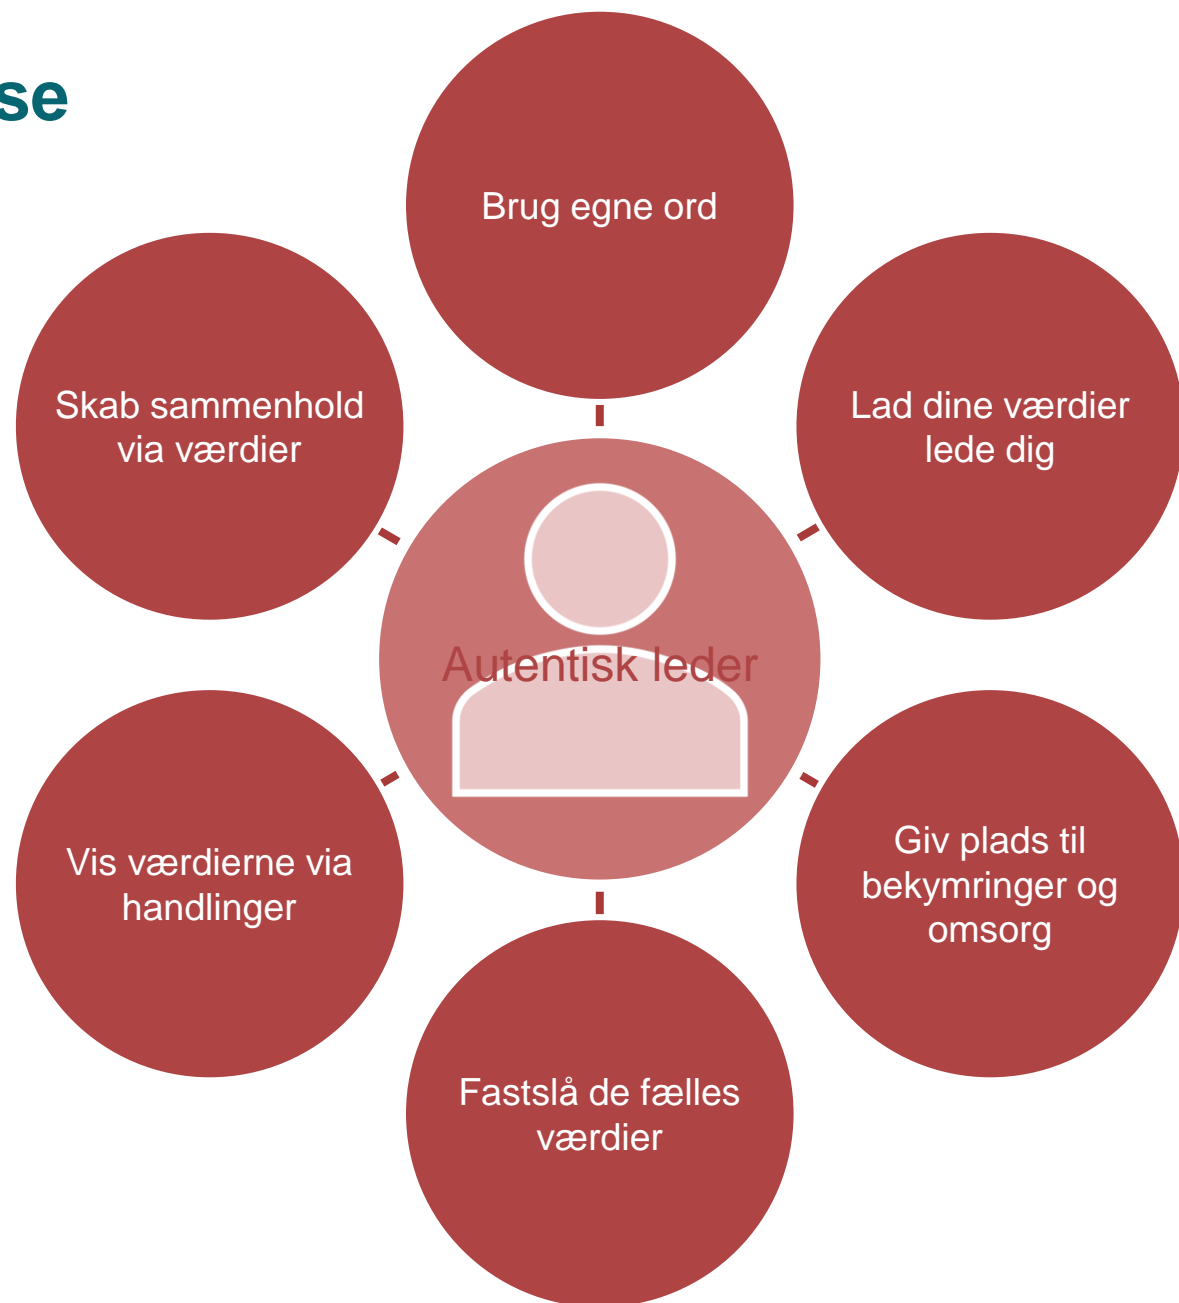 se
Brug egne ord
Lad dine værdier
lede dig
Giv plads til
bekymringer og
omsorg
Fastslå de fælles
værdier
Vis værdierne via
handlinger
Skab sammenhold
via værdier
Autentisk leder